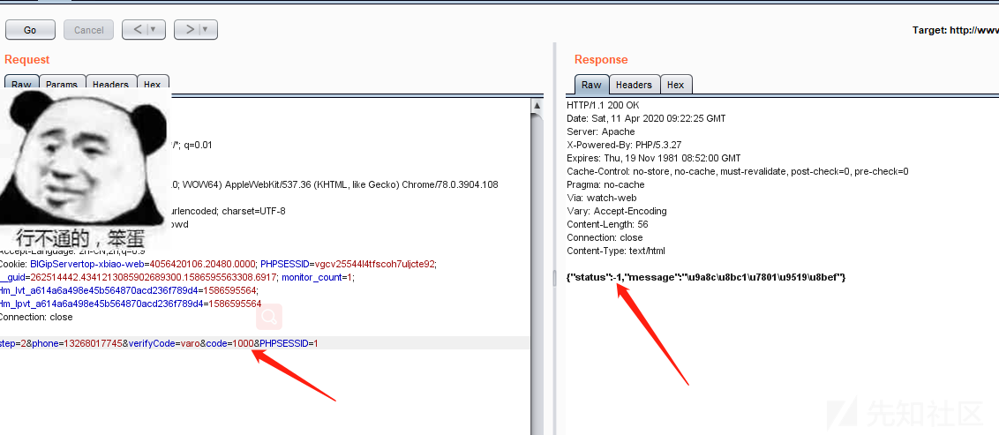 Go
Cancel
<
>
Target: http://www
Request
Raw
Params
Headers
Hex
行不通的，笨蛋
/*; q=0.01
.0; WOW64) AppleWebKit/537.36 (KHTML, like Gecko) Chrome/78.0.3904.108
urlencoded; charset=UTF-8
owd
Accept-Language: zh-CN,zh;q=0.9
Cookie: BIGipServertop-xbiao-web=4056420106.20480.0000; PHPSESSID=vgcv25544l4tfscoh7uljcte92;
__guid=262514442.4341213085902689300.1586595563308.6917; monitor_count=1;
Hm_lvt_a614a6a498e45b564870acd236f789d4=1586595564;
Hm_lpvt_a614a6a498e45b564870acd236f789d4=1586595564
Connection: close
step=2&phone=13268017745&verifyCode=varo&code=1000&PHPSESSID=1
Response
Raw
Headers
Hex
HTTP/1.1 200 OK
Date: Sat, 11 Apr 2020 09:22:25 GMT
Server: Apache
X-Powered-By: PHP/5.3.27
Expires: Thu, 19 Nov 1981 08:52:00 GMT
Cache-Control: no-store, no-cache, must-revalidate, post-check=0, pre-check=0
Pragma: no-cache
Via: watch-web
Vary: Accept-Encoding
Content-Length: 56
Connection: close
Content-Type: text/html
{"status":-1,"message":"\u9a8c\u8bc1\u7801\u9519\u8bef"}
先知社区